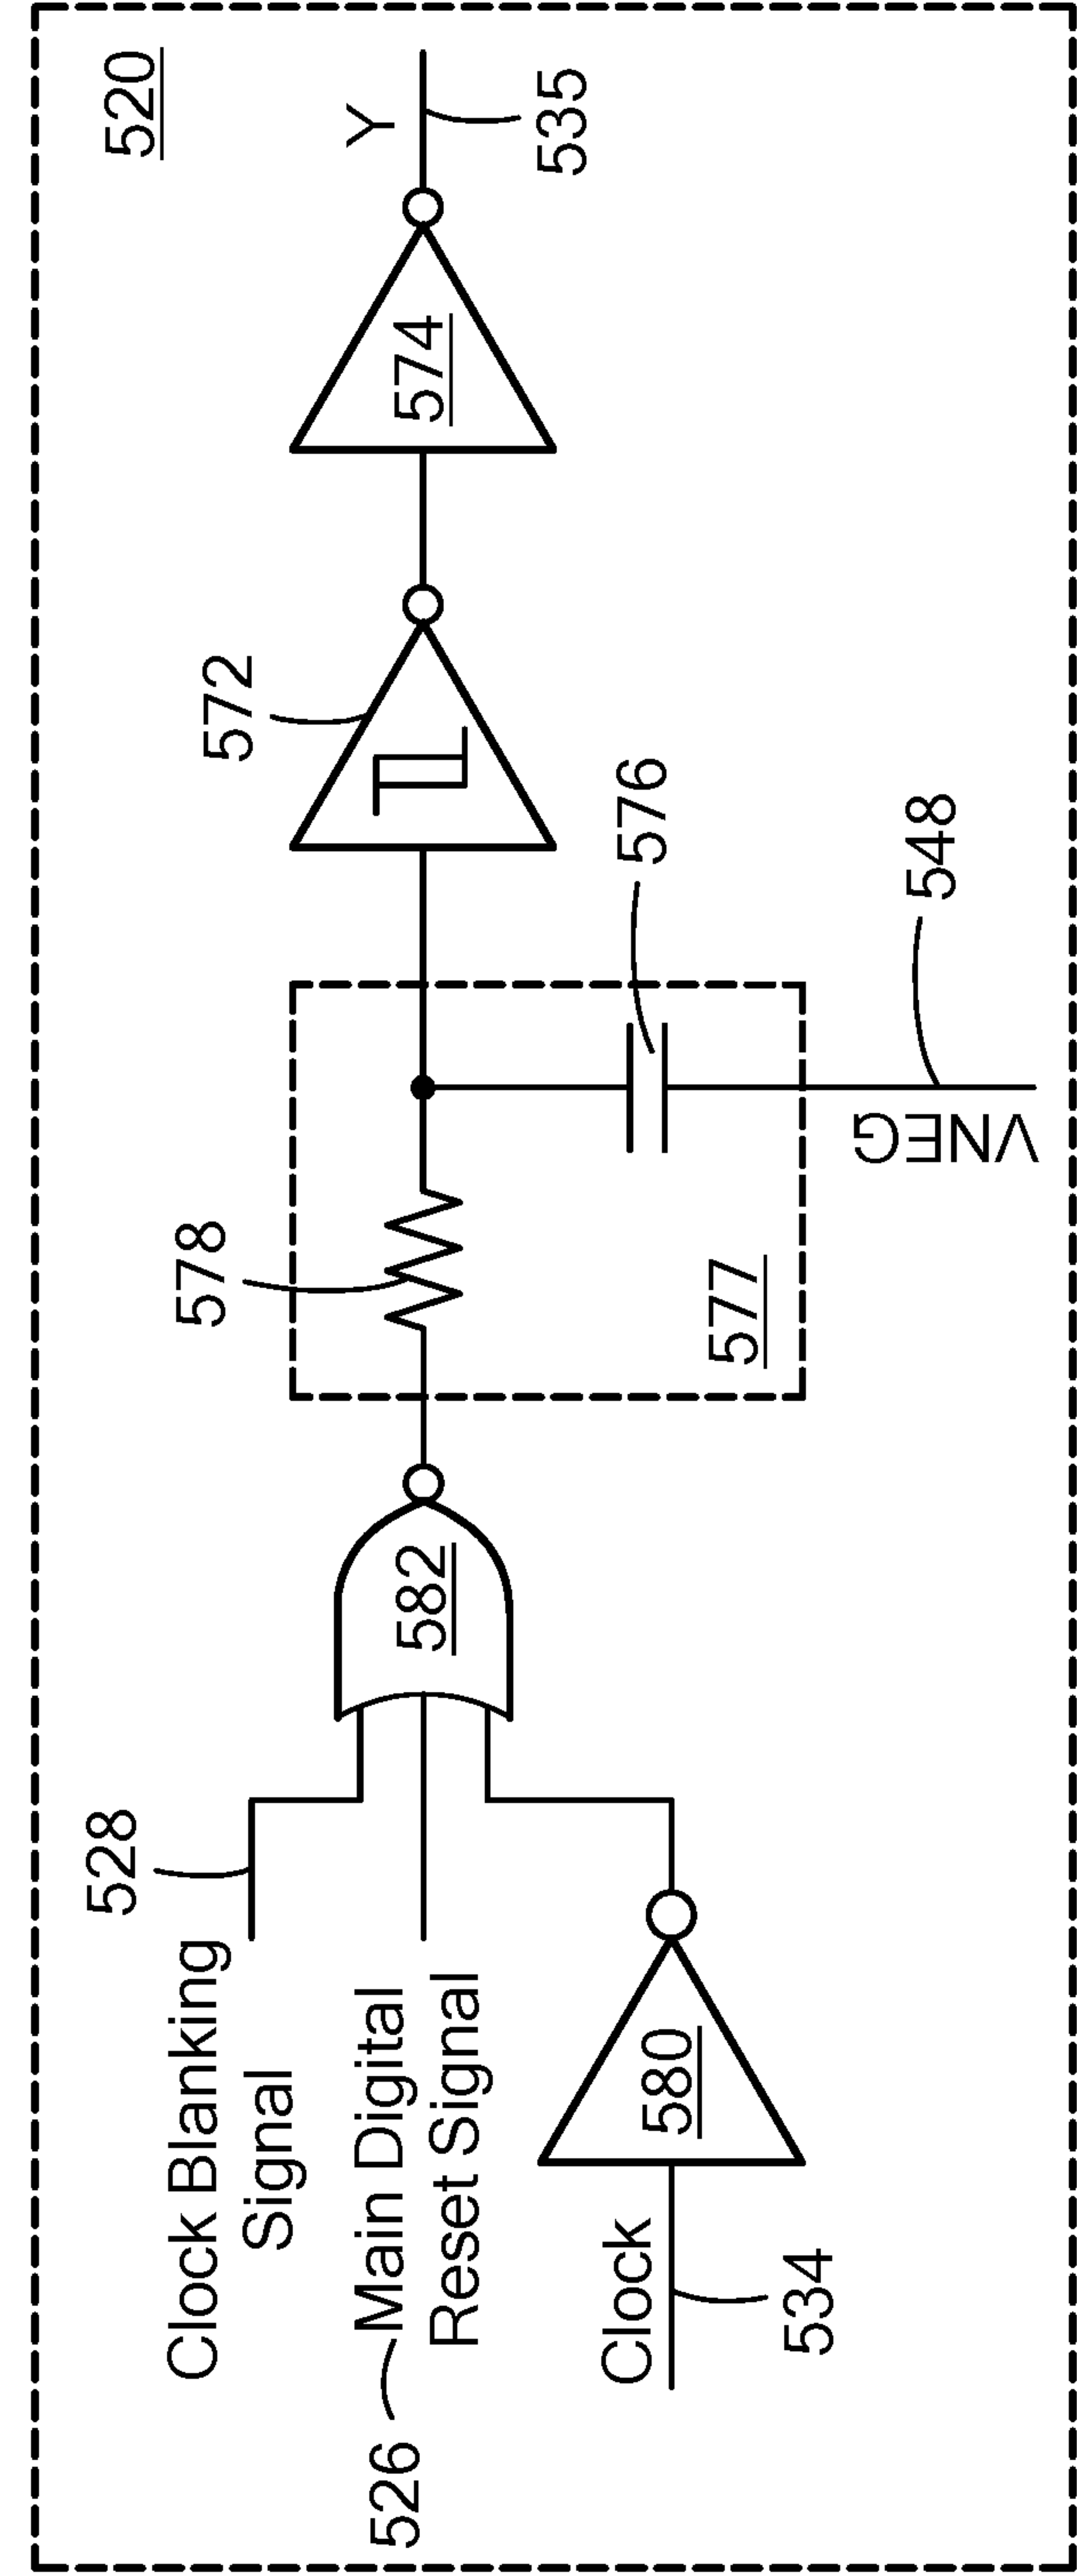 520
Y
535
574
572
576
548
VNEG
578
577
582
528
Clock Blanking
Signal
526
Main Digital
Reset Signal
580
Clock
534